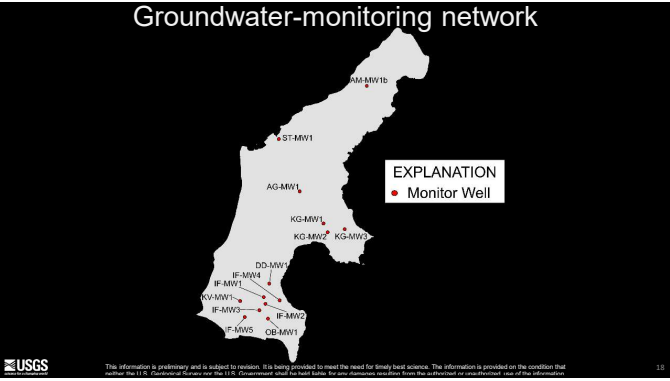 Groundwater-monitoring network
AM-MW1b
ST-MW1
EXPLANATION
Monitor Well
AG-MW1
KG-MW1
KG-MW2
KG-MW3
DD-MW1
IF-MW4
IF-MW1
KV-MW1
IF-MW3
IF-MW2
IF-MW5
OB-MW1
USGS
science for a changing world
This information is preliminary and is subject to revision. It is being provided to meet the need for timely best science. The information is provided on the condition that
neither the U.S. Geological Survey nor the U.S. Government shall be held liable for any damages resulting from the authorized or unauthorized use of the information.
18